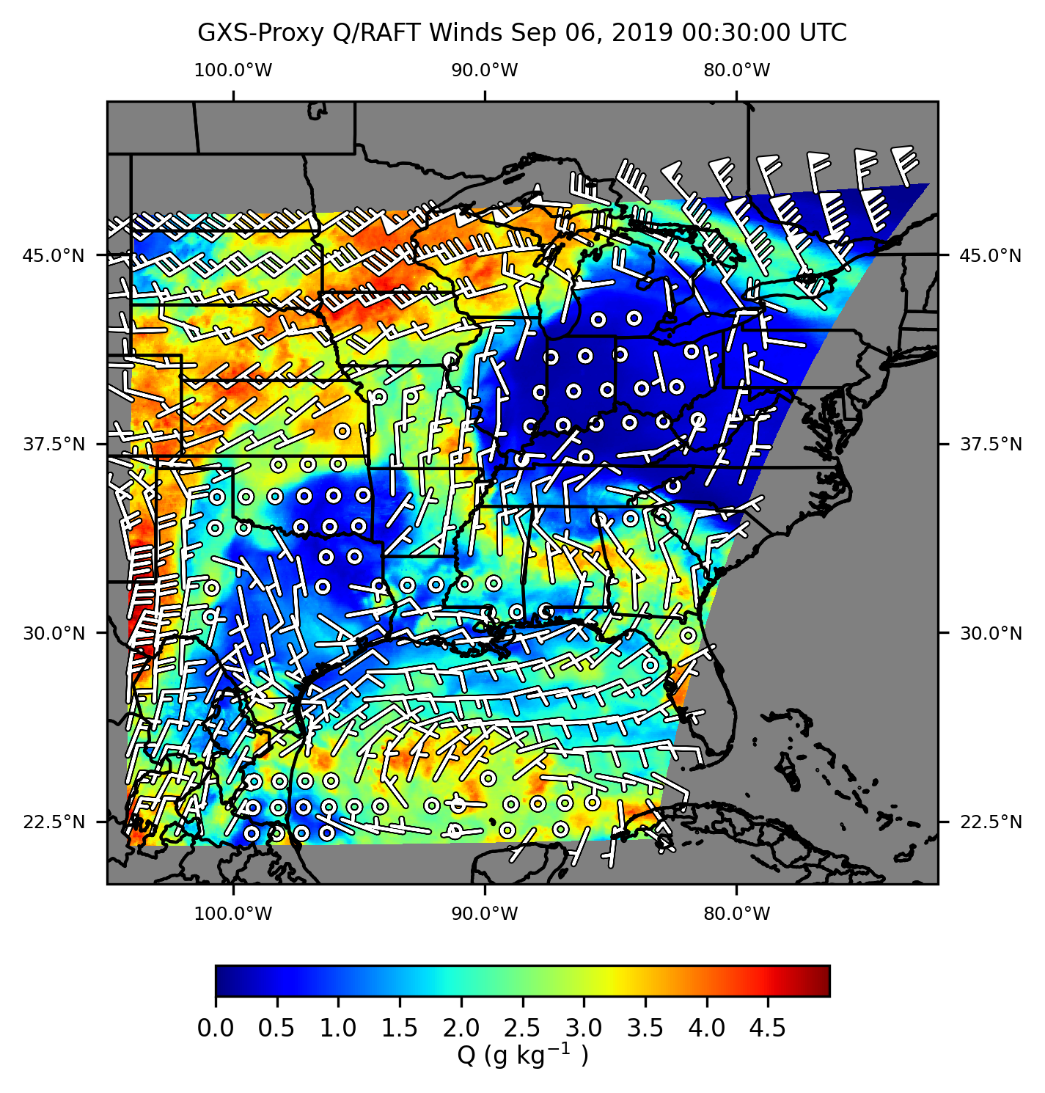 GXS-Proxy Q/RAFT Winds Sep 06, 2019 00:30:00 UTC
100.0°W 90.0°W 80.0°W
45.0°N 45.0°N
37.5°N 37.5°N
30.0°N 30.0°N
22.5°N 22.5°N
100.0°W 90.0°W 80.0°W
0.0 0.5 1.0 1.5 2.0 2.5 3.0 3.5 4.0 4.5
Q (g kg⁻¹ )